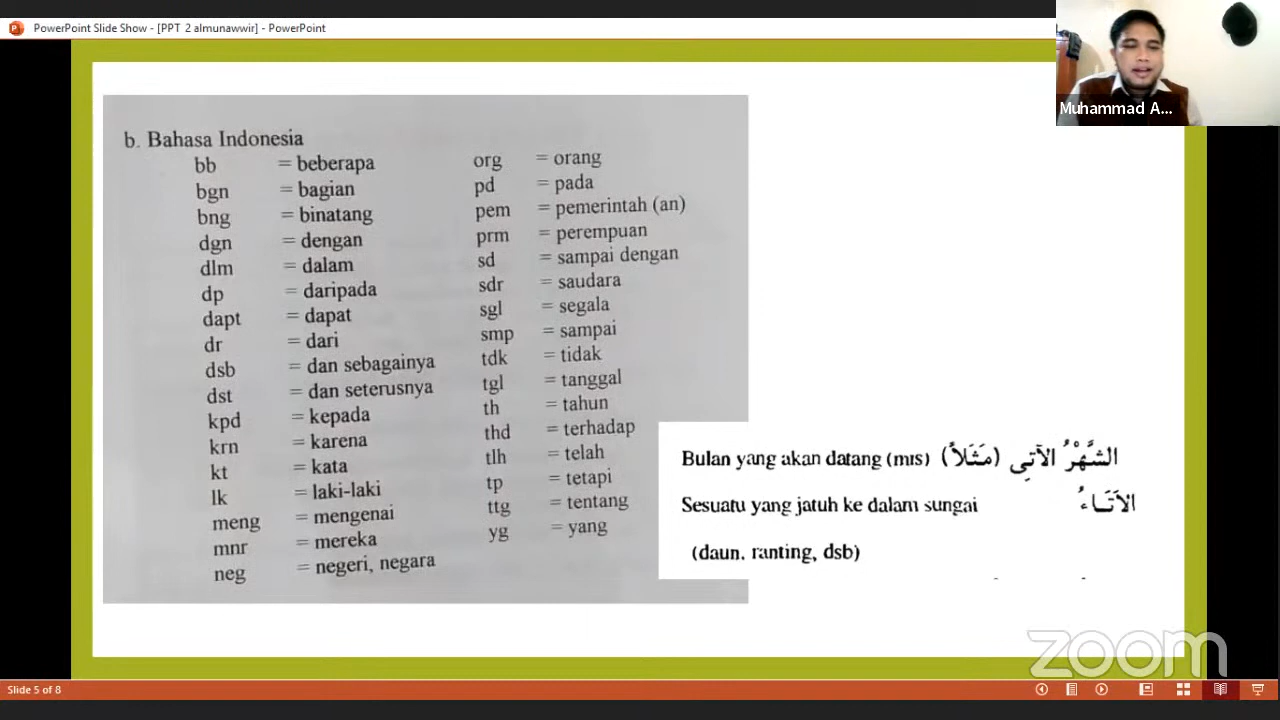 PowerPoint Slide Show - [PPT 2 almunawwir] - PowerPoint
Muhammad A...
b. Bahasa Indonesia
bb = beberapa
bgn = bagian
bng = binatang
dgn = dengan
dlm = dalam
dp = daripada
dapt = dapat
dr = dari
dsb = dan sebagainya
dst = dan seterusnya
kpd = kepada
krn = karena
kt = kata
lk = laki-laki
meng = mengenai
mnr = mereka
neg = negeri, negara
org = orang
pd = pada
pem = pemerintah (an)
prm = perempuan
sd = sampai dengan
sdr = saudara
sgl = segala
smp = sampai
tdk = tidak
tgl = tanggal
th = tahun
thd = terhadap
tlh = telah
tp = tetapi
ttg = tentang
yg = yang
Bulan yang akan datang (mis) الشَّهْرُ الآتِي (مَثَلاً)
Sesuatu yang jatuh ke dalam sungai الآتَاءُ
(daun, ranting, dsb)
zoom
Slide 5 of 8